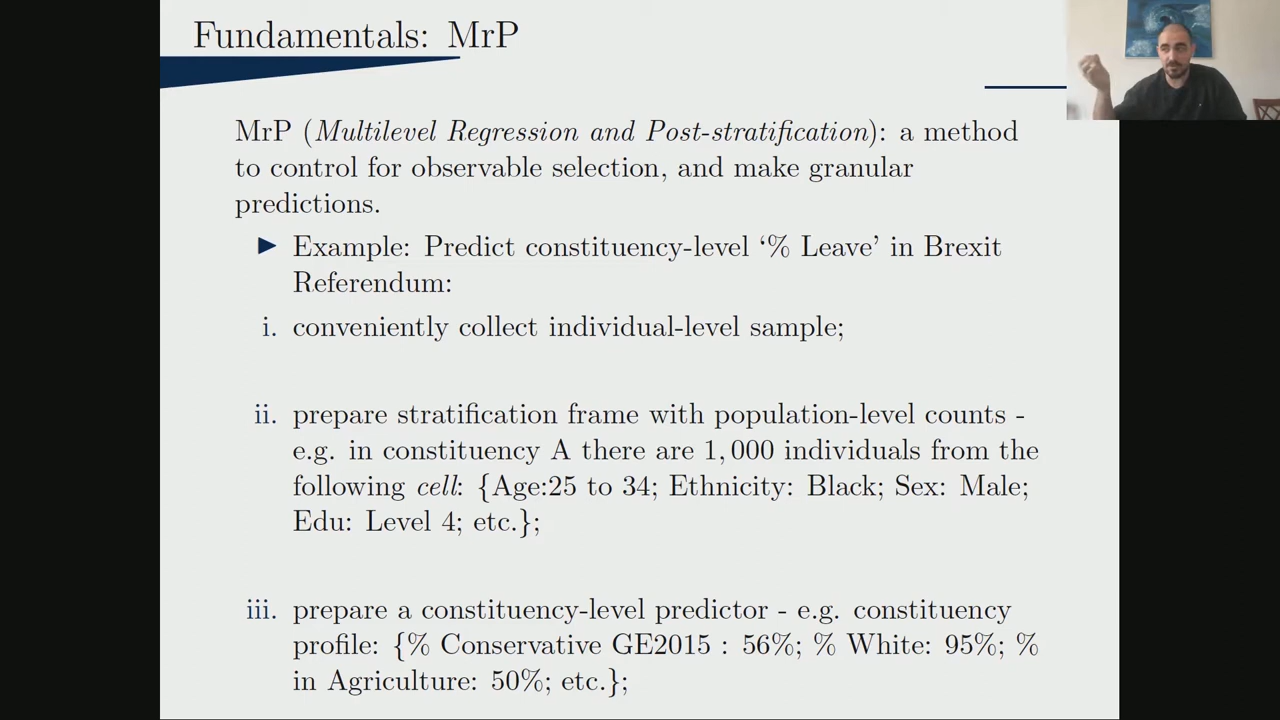 Fundamentals: MrP
MrP (Multilevel Regression and Post-stratification): a method
to control for observable selection, and make granular
predictions.
► Example: Predict constituency-level ‘% Leave’ in Brexit
Referendum:
i. conveniently collect individual-level sample;
ii. prepare stratification frame with population-level counts -
e.g. in constituency A there are 1,000 individuals from the
following cell: {Age:25 to 34; Ethnicity: Black; Sex: Male;
Edu: Level 4; etc.};
iii. prepare a constituency-level predictor - e.g. constituency
profile: {% Conservative GE2015 : 56%; % White: 95%; %
in Agriculture: 50%; etc.};